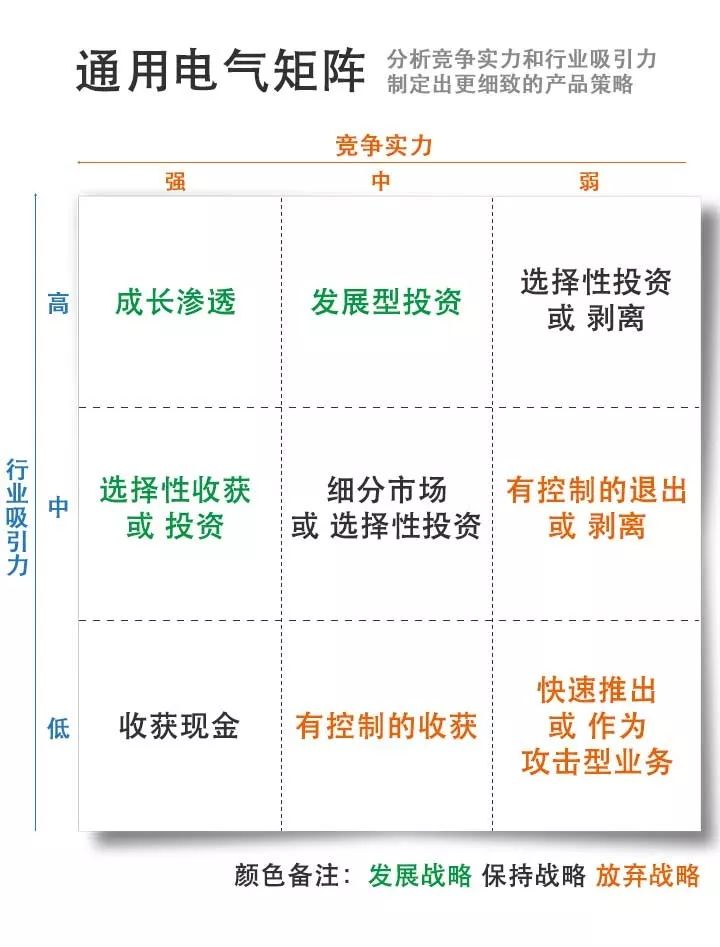 通用电气矩阵
分析竞争实力和行业吸引力
制定出更细致的产品策略
竞争实力
强 中 弱
行业吸引力
高
成长渗透
发展型投资
选择性投资
或 剥离
中
选择性收获
或 投资
细分市场
或 选择性投资
有控制的退出
或 剥离
低
收获现金
有控制的收获
快速推出
或 作为
攻击型业务
颜色备注：发展战略 保持战略 放弃战略